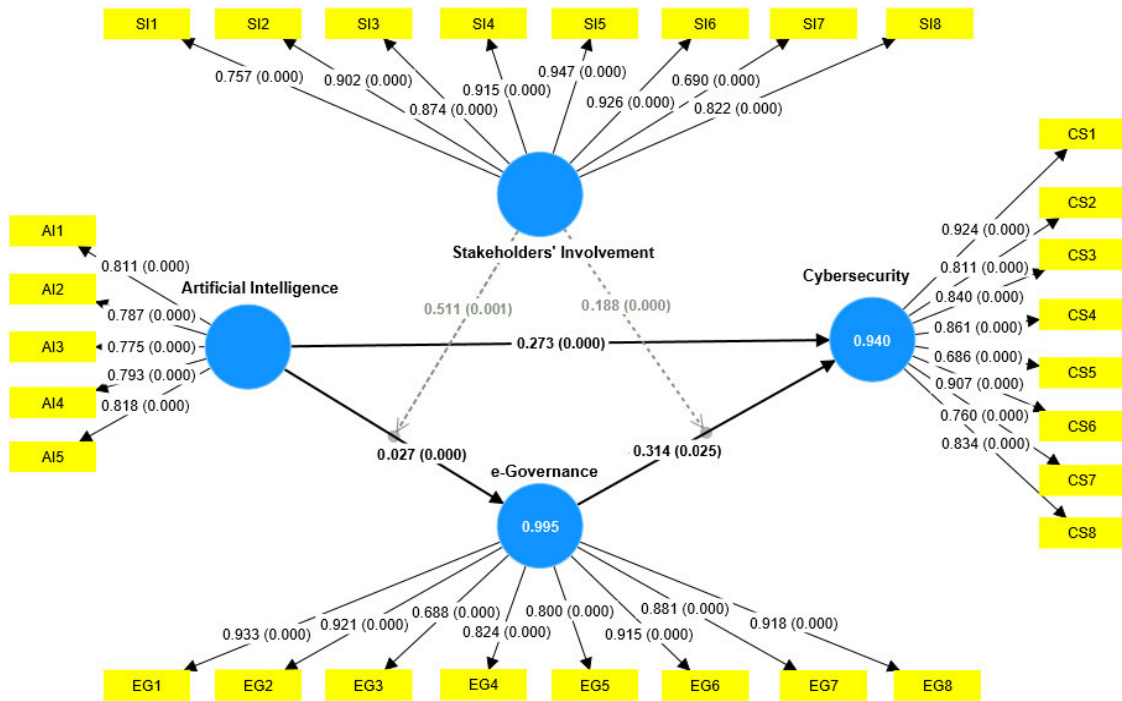 SI1 SI2 SI3 SI4 SI5 SI6 SI7 SI8
0.757 (0.000)
0.902 (0.000)
0.874 (0.000)
0.915 (0.000)
0.947 (0.000)
0.926 (0.000)
0.690 (0.000)
0.822 (0.000)
Stakeholders' Involvement
AI1
AI2
AI3
AI4
AI5
0.811 (0.000)
0.787 (0.000)
0.775 (0.000)
0.793 (0.000)
0.818 (0.000)
Artificial Intelligence
0.511 (0.001)
0.188 (0.000)
0.273 (0.000)
0.027 (0.000)
0.314 (0.025)
Cybersecurity
0.940
0.924 (0.000)
0.811 (0.000)
0.840 (0.000)
0.861 (0.000)
0.686 (0.000)
0.907 (0.000)
0.760 (0.000)
0.834 (0.000)
CS1
CS2
CS3
CS4
CS5
CS6
CS7
CS8
e-Governance
0.995
0.933 (0.000)
0.921 (0.000)
0.688 (0.000)
0.824 (0.000)
0.800 (0.000)
0.915 (0.000)
0.881 (0.000)
0.918 (0.000)
EG1 EG2 EG3 EG4 EG5 EG6 EG7 EG8